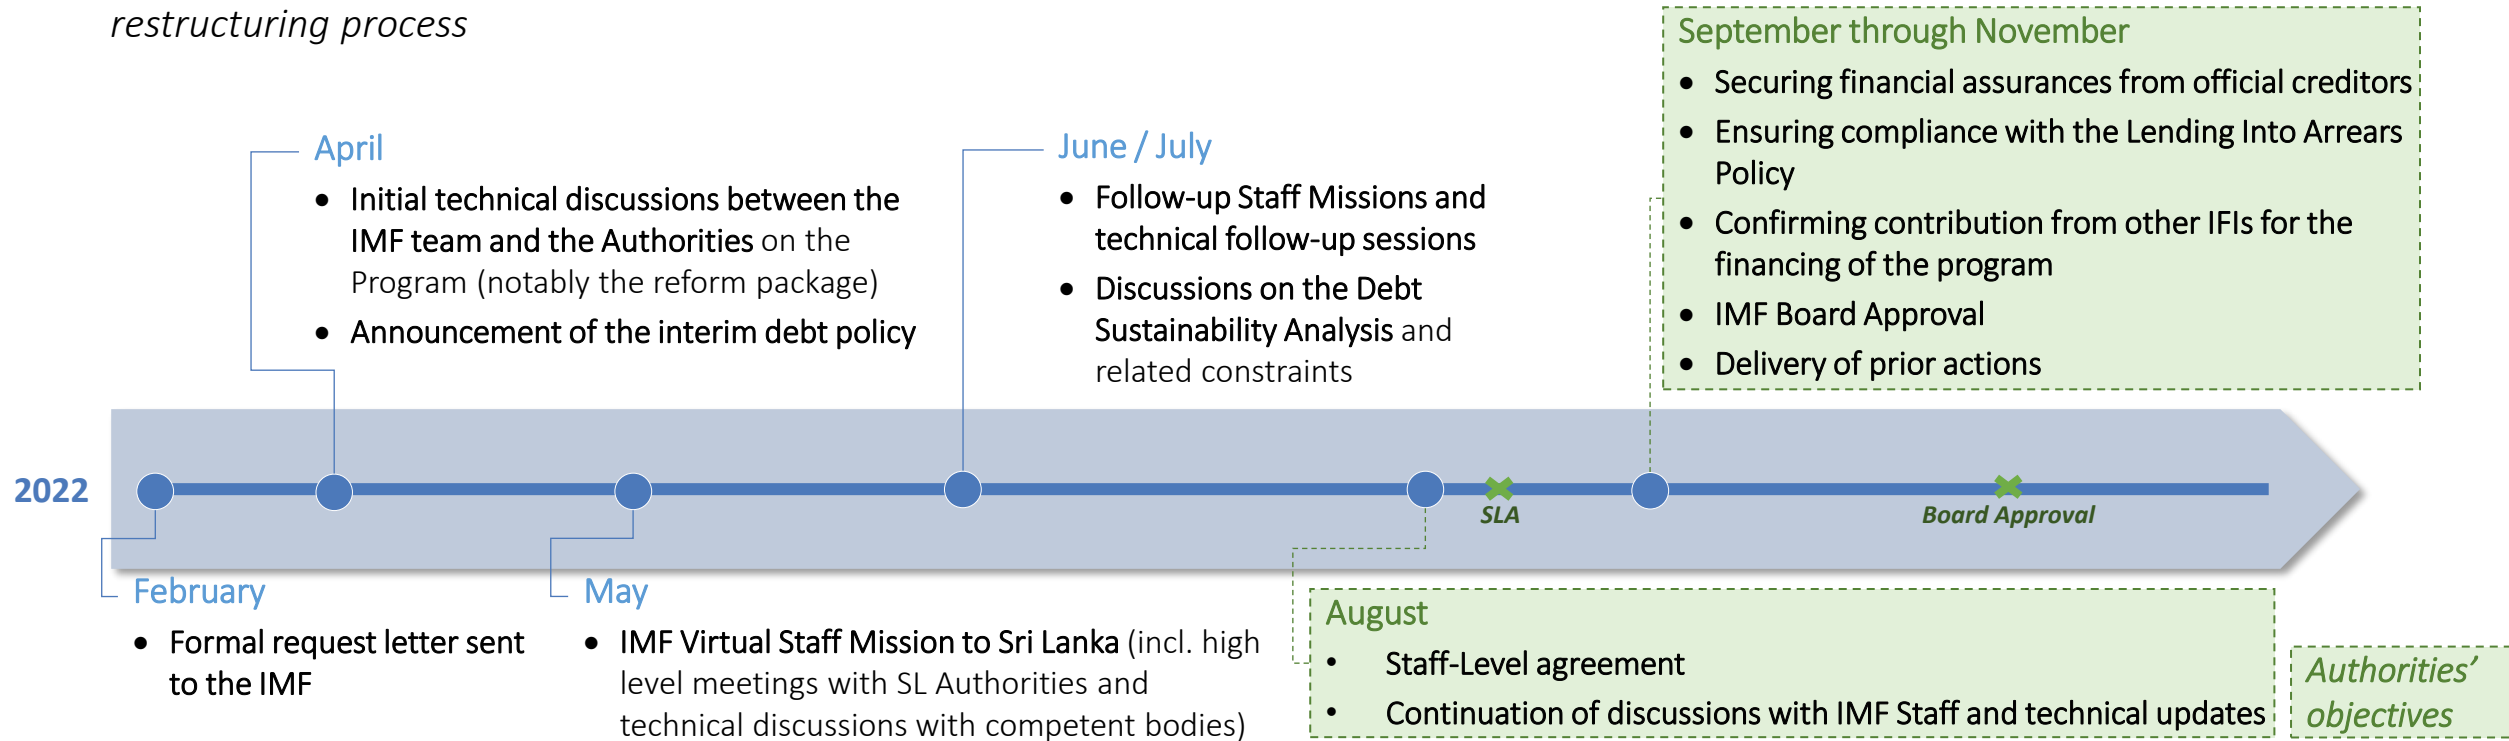 restructuring process
September through November
• Securing financial assurances from official creditors
• Ensuring compliance with the Lending Into Arrears
Policy
• Confirming contribution from other IFIs for the
financing of the program
• IMF Board Approval
• Delivery of prior actions
April
• Initial technical discussions between the
IMF team and the Authorities on the
Program (notably the reform package)
• Announcement of the interim debt policy
June / July
• Follow-up Staff Missions and
technical follow-up sessions
• Discussions on the Debt
Sustainability Analysis and
related constraints
2022
SLA
Board Approval
February
• Formal request letter sent
to the IMF
May
• IMF Virtual Staff Mission to Sri Lanka (incl. high
level meetings with SL Authorities and
technical discussions with competent bodies)
August
• Staff-Level agreement
• Continuation of discussions with IMF Staff and technical updates
Authorities’
objectives